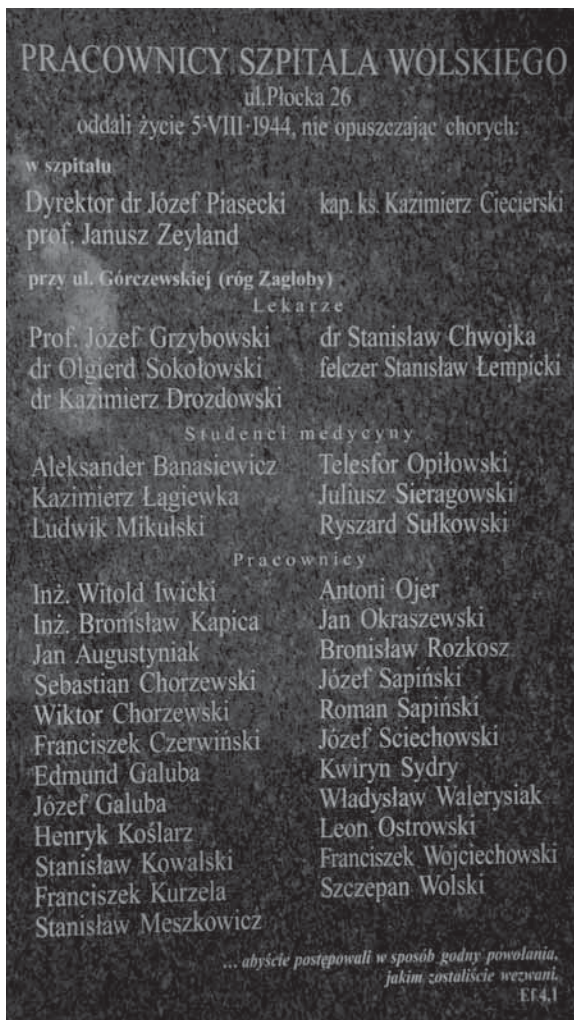 PRACOWNICY SZPITALA WOLSKIEGO
ul.Płocka 26
oddali życie 5-VIII-1944, nie opuszczając chorych:
w szpitalu
Dyrektor dr Józef Piasecki kap. ks. Kazimierz Ciecierski
prof. Janusz Zeyland
przy ul. Górczewskiej (róg Zagłoby)
Lekarze
Prof. Józef Grzybowski dr Stanisław Chwojka
dr Olgierd Sokołowski felczer Stanisław Łempicki
dr Kazimierz Drozdowski
Studenci medycyny
Aleksander Banasiewicz Telesfor Opiłowski
Kazimierz Łągiewka Juliusz Sieragowski
Ludwik Mikulski Ryszard Sułkowski
Pracownicy
Inż. Witold Iwicki Antoni Ojer
Inż. Bronisław Kapica Jan Okraszewski
Jan Augustyniak Bronisław Rozkosz
Sebastian Chorzewski Józef Sapiński
Wiktor Chorzewski Roman Sapiński
Franciszek Czerwiński Józef Sciechowski
Edmund Galuba Kwiryn Sydry
Józef Galuba Władysław Walerysiak
Henryk Koślarz Leon Ostrowski
Stanisław Kowalski Franciszek Wojciechowski
Franciszek Kurzela Szczepan Wolski
Stanisław Meszkowicz
... abyście postępowali w sposób godny powołania,
jakim zostaliście wezwani.
Ef.4,1